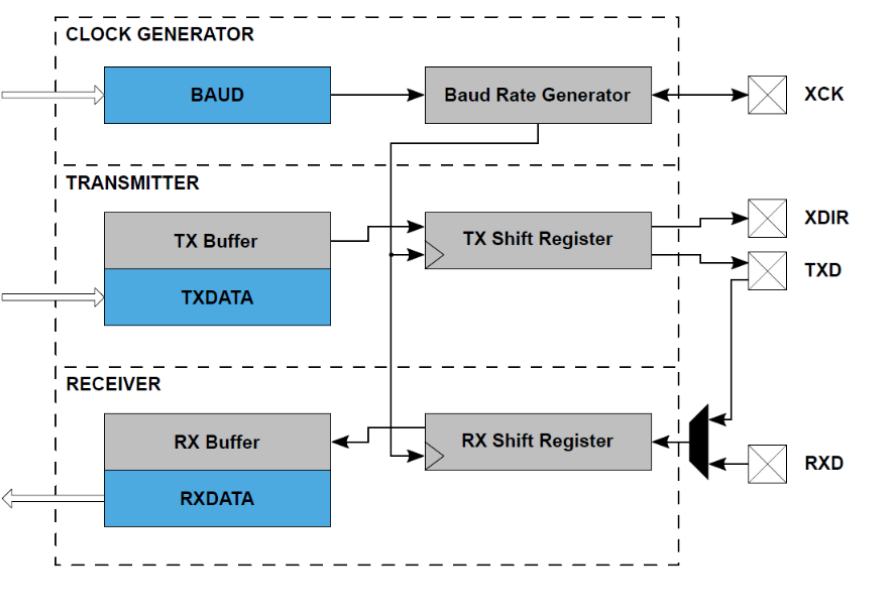 CLOCK GENERATOR
BAUD
Baud Rate Generator
XCK
TRANSMITTER
TX Buffer
TX Shift Register
XDIR
TXDATA
TXD
RECEIVER
RX Buffer
RX Shift Register
RXD
RXDATA